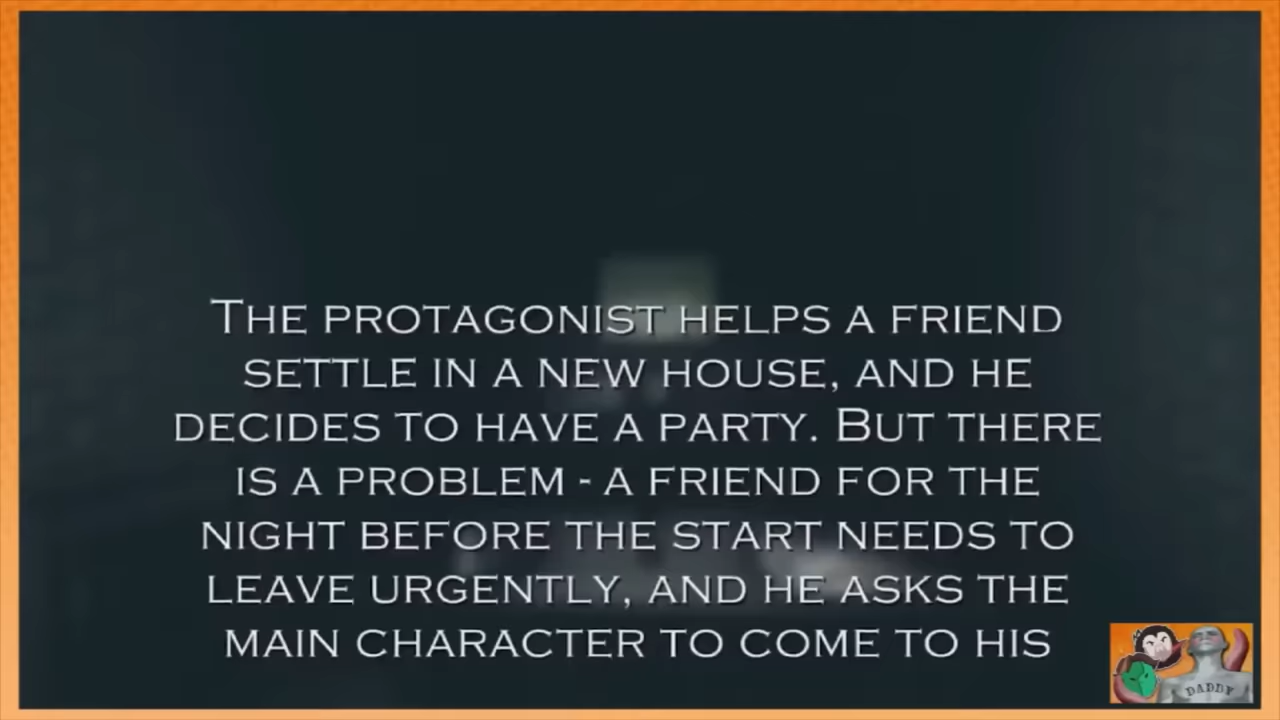 The protagonist helps a friend
settle in a new house, and he
decides to have a party. But there
is a problem - a friend for the
night before the start needs to
leave urgently, and he asks the
main character to come to his
DADDY